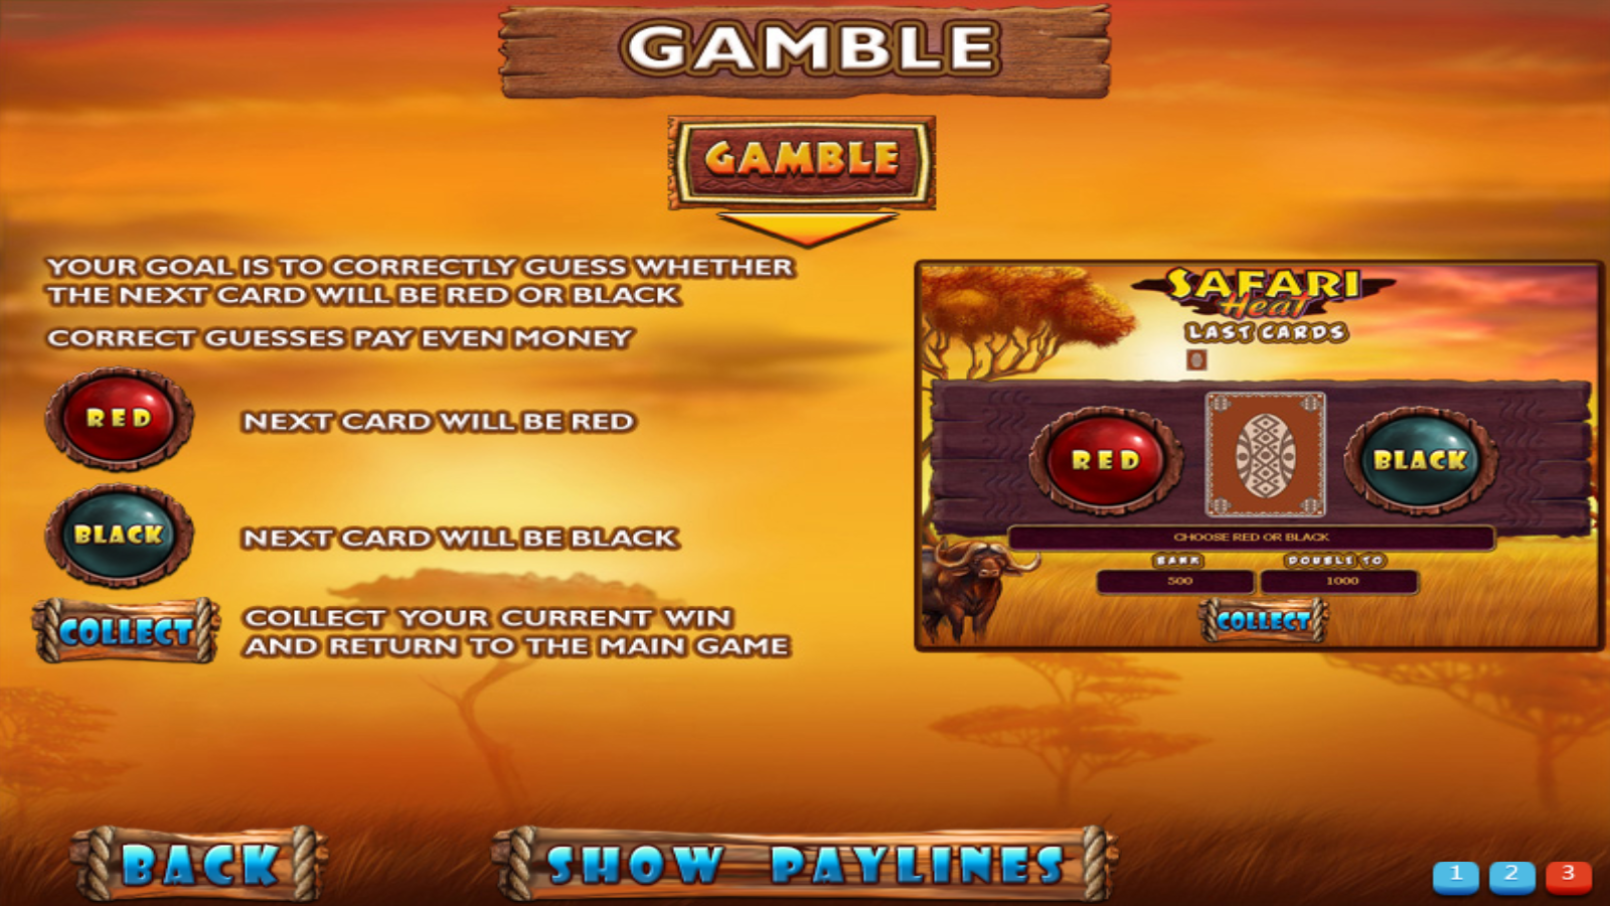 GAMBLE
GAMBLE
YOUR GOAL IS TO CORRECTLY GUESS WHETHER
THE NEXT CARD WILL BE RED OR BLACK
CORRECT GUESSES PAY EVEN MONEY
RED
NEXT CARD WILL BE RED
BLACK
NEXT CARD WILL BE BLACK
COLLECT
COLLECT YOUR CURRENT WIN
AND RETURN TO THE MAIN GAME
SAFARI
Heat
LAST CARDS
RED
BLACK
CHOOSE RED OR BLACK
BANK
DOUBLE TO
500
1000
COLLECT
BACK
SHOW PAYLINES
1
2
3